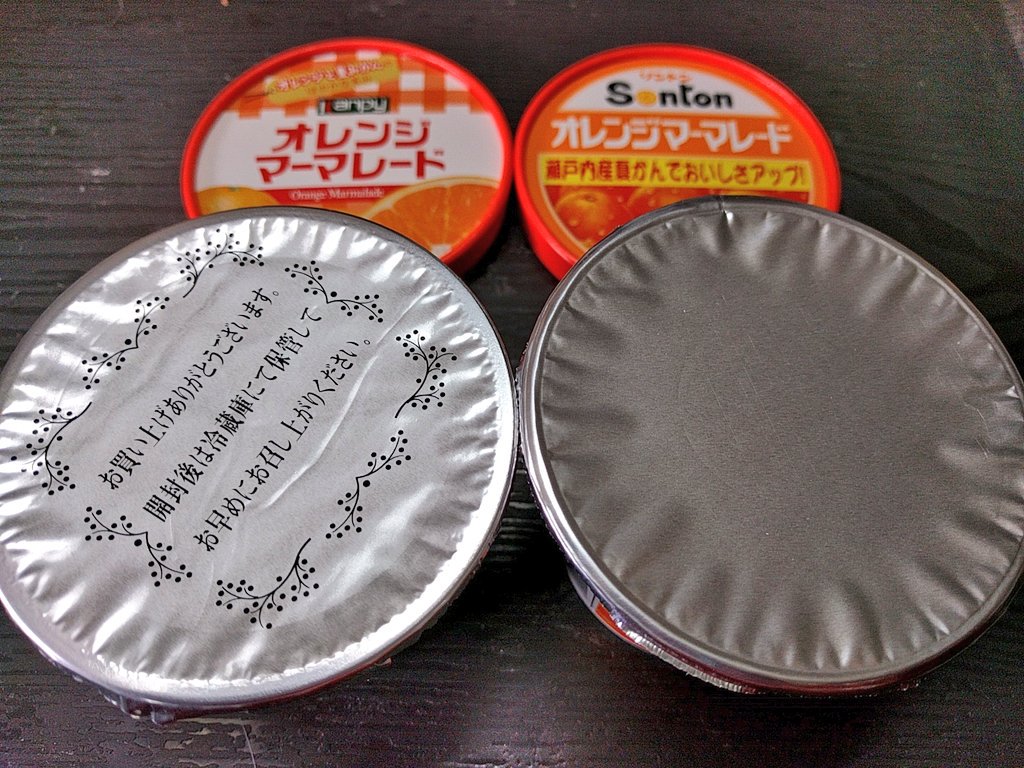 Kanpy
オレンジ
マーマレード
Orange Marmalade
ソントン
Sonton
オレンジマーマレード
瀬戸内産夏かんでおいしさアップ!
お買い上げありがとうございます。
開封後は冷蔵庫にて保管して
お早めにお召し上がりください。